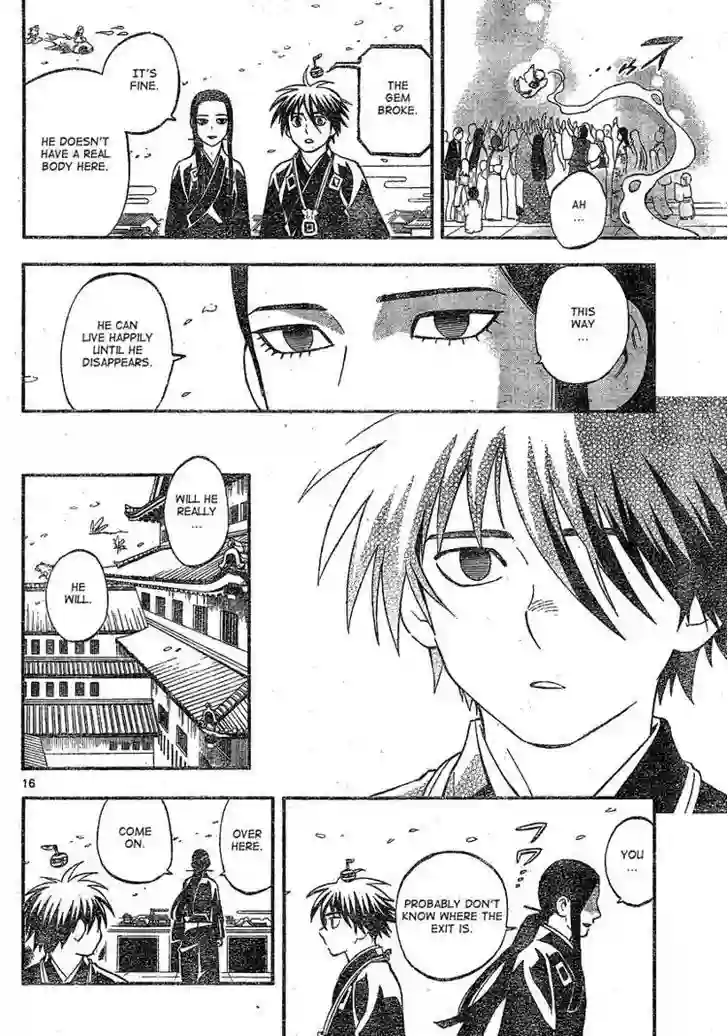 AH
...
THE
GEM
BROKE.
IT'S
FINE.
HE DOESN'T
HAVE A REAL
BODY HERE.
THIS
WAY
...
HE CAN
LIVE HAPPILY
UNTIL HE
DISAPPEARS.
WILL HE
REALLY
...
HE
WILL.
16
YOU
...
PROBABLY DON'T
KNOW WHERE THE
EXIT IS.
OVER
HERE.
COME
ON.